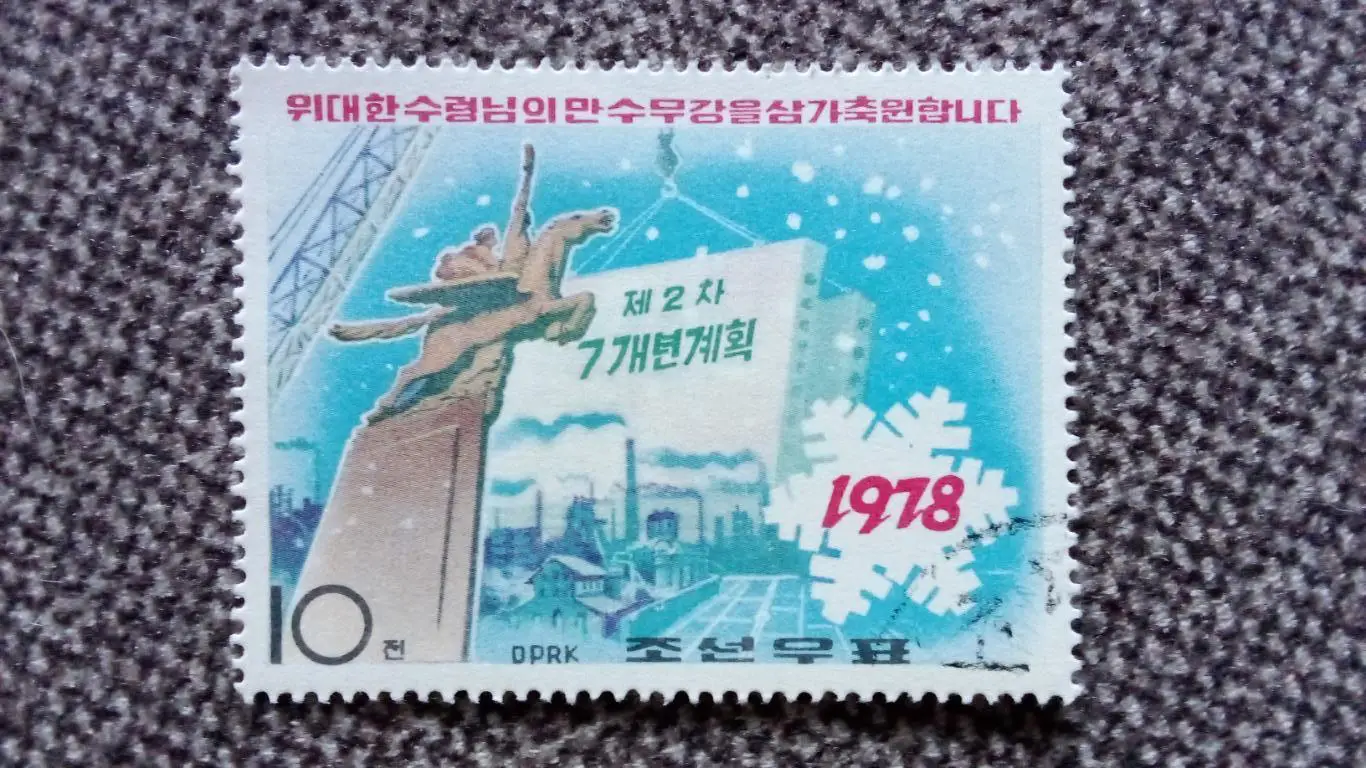 위대한 수령님의 만수무강을 삼가 축원합니다
제2차
7개년계획
1978
10 전
DPRK 조선우표